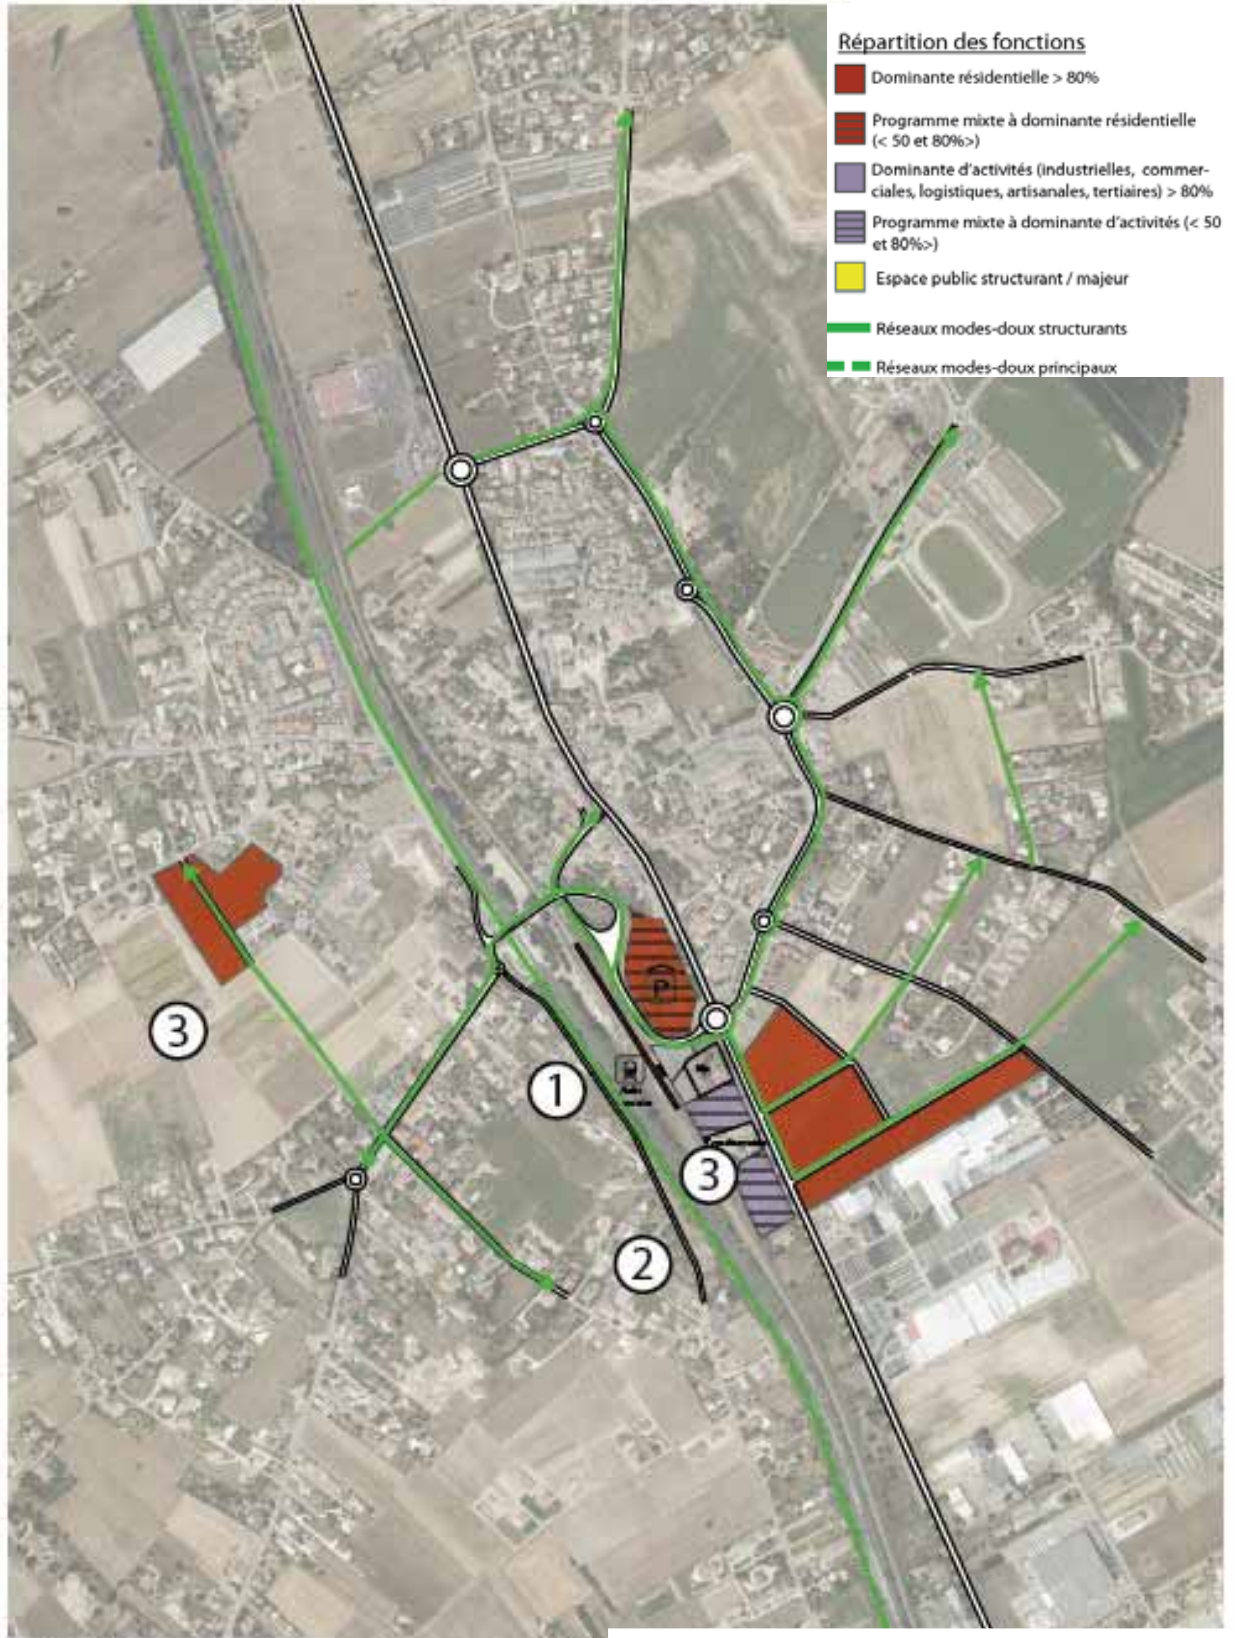 Répartition des fonctions
Dominante résidentielle > 80%
Programme mixte à dominante résidentielle
(< 50 et 80%>)
Dominante d'activités (industrielles, commer-
ciales, logistiques, artisanales, tertiaires) > 80%
Programme mixte à dominante d'activités (< 50
et 80%>)
Espace public structurant / majeur
Réseaux modes-doux structurants
Réseaux modes-doux principaux
P
3
1
3
2